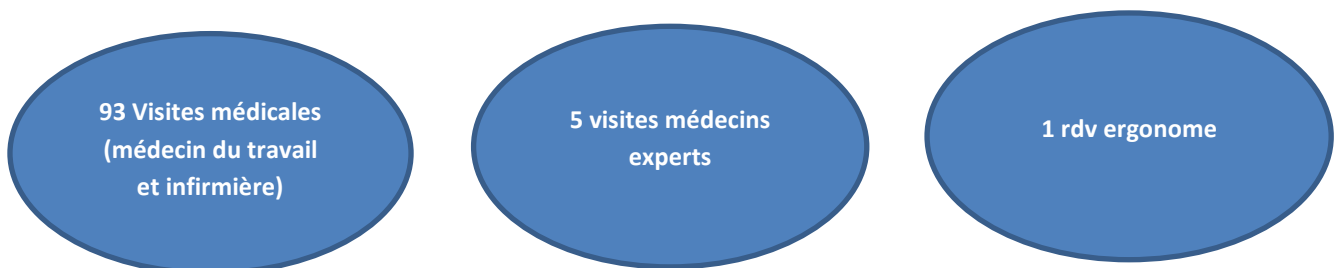 93 Visites médicales
(médecin du travail
et infirmière)
5 visites médecins
experts
1 rdv ergonome